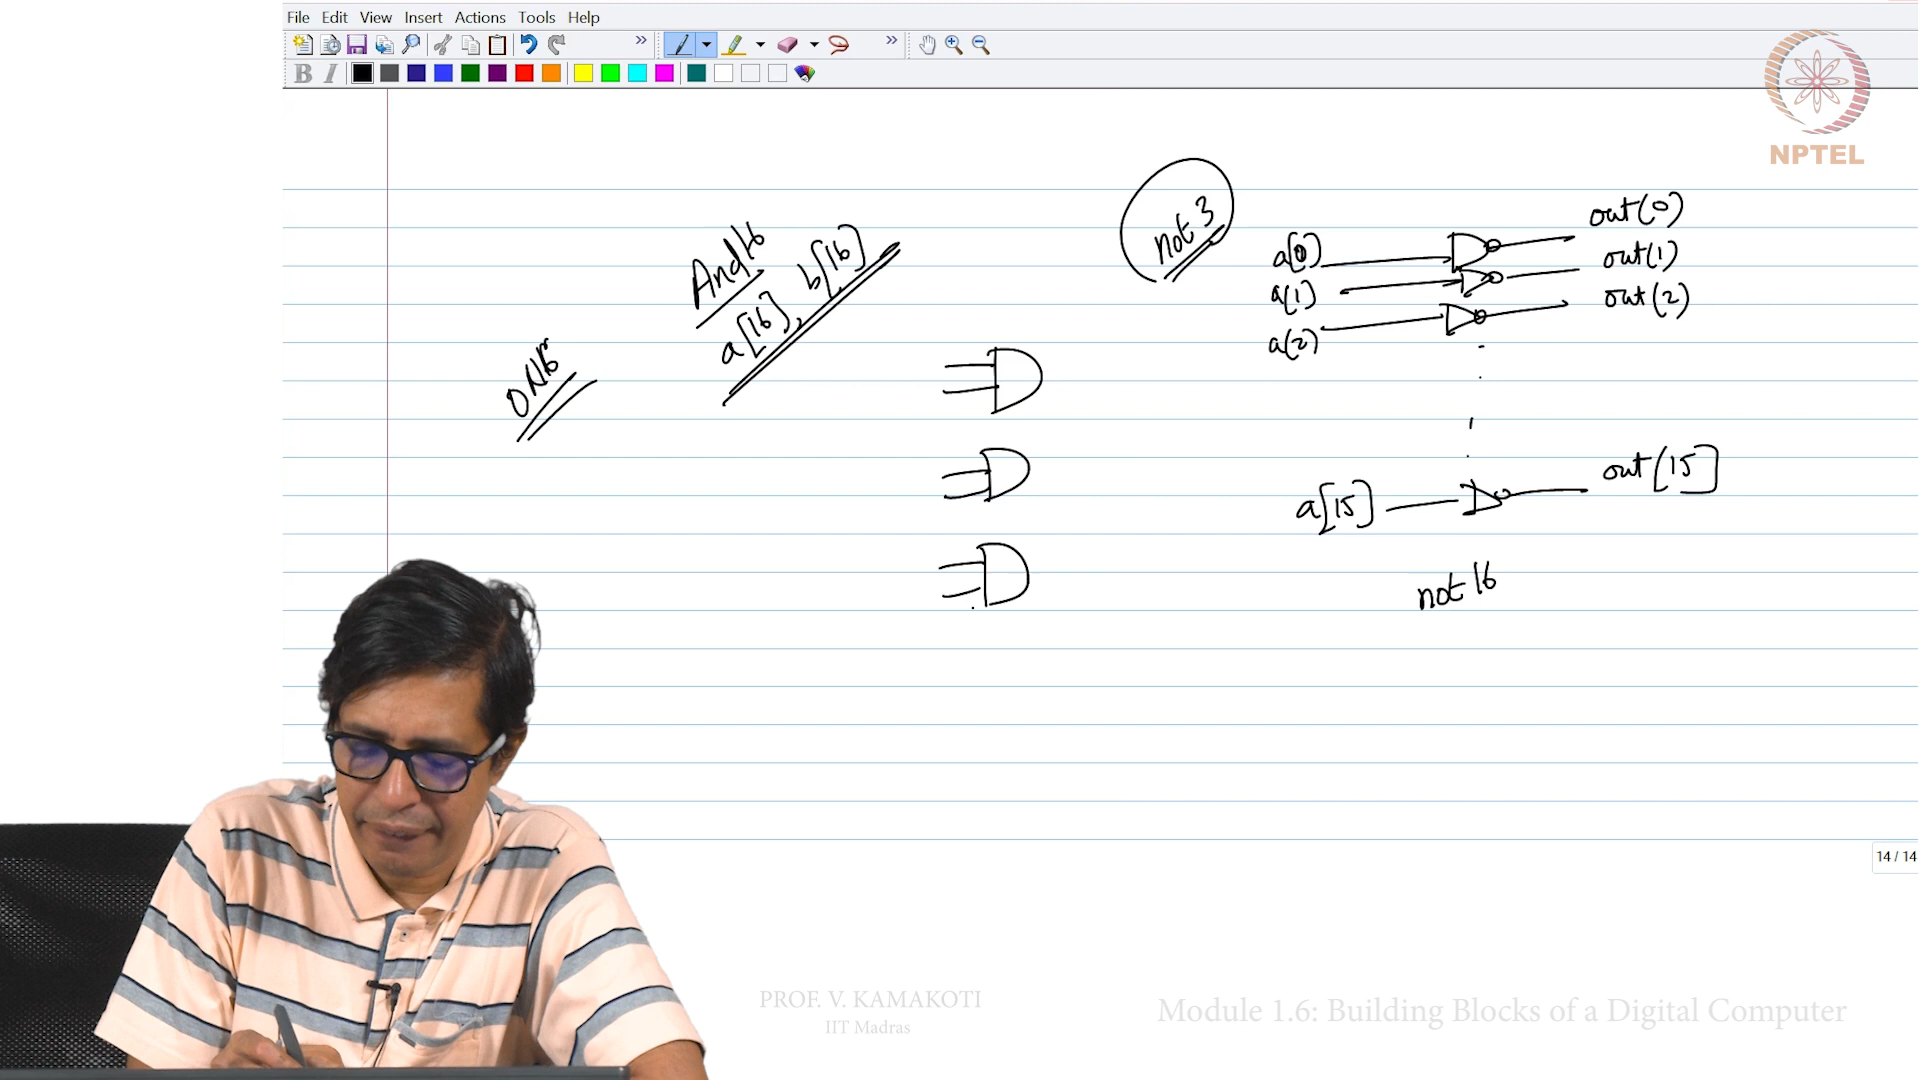 File Edit View Insert Actions Tools Help
B I
NPTEL
not 3
a[0] out(0)
a(1) out(1)
a(2) out(2)
And16
a[16], b[16]
OR16
a[15] out[15]
not 16
14 / 14
PROF. V. KAMAKOTI
IIT Madras
Module 1.6: Building Blocks of a Digital Computer